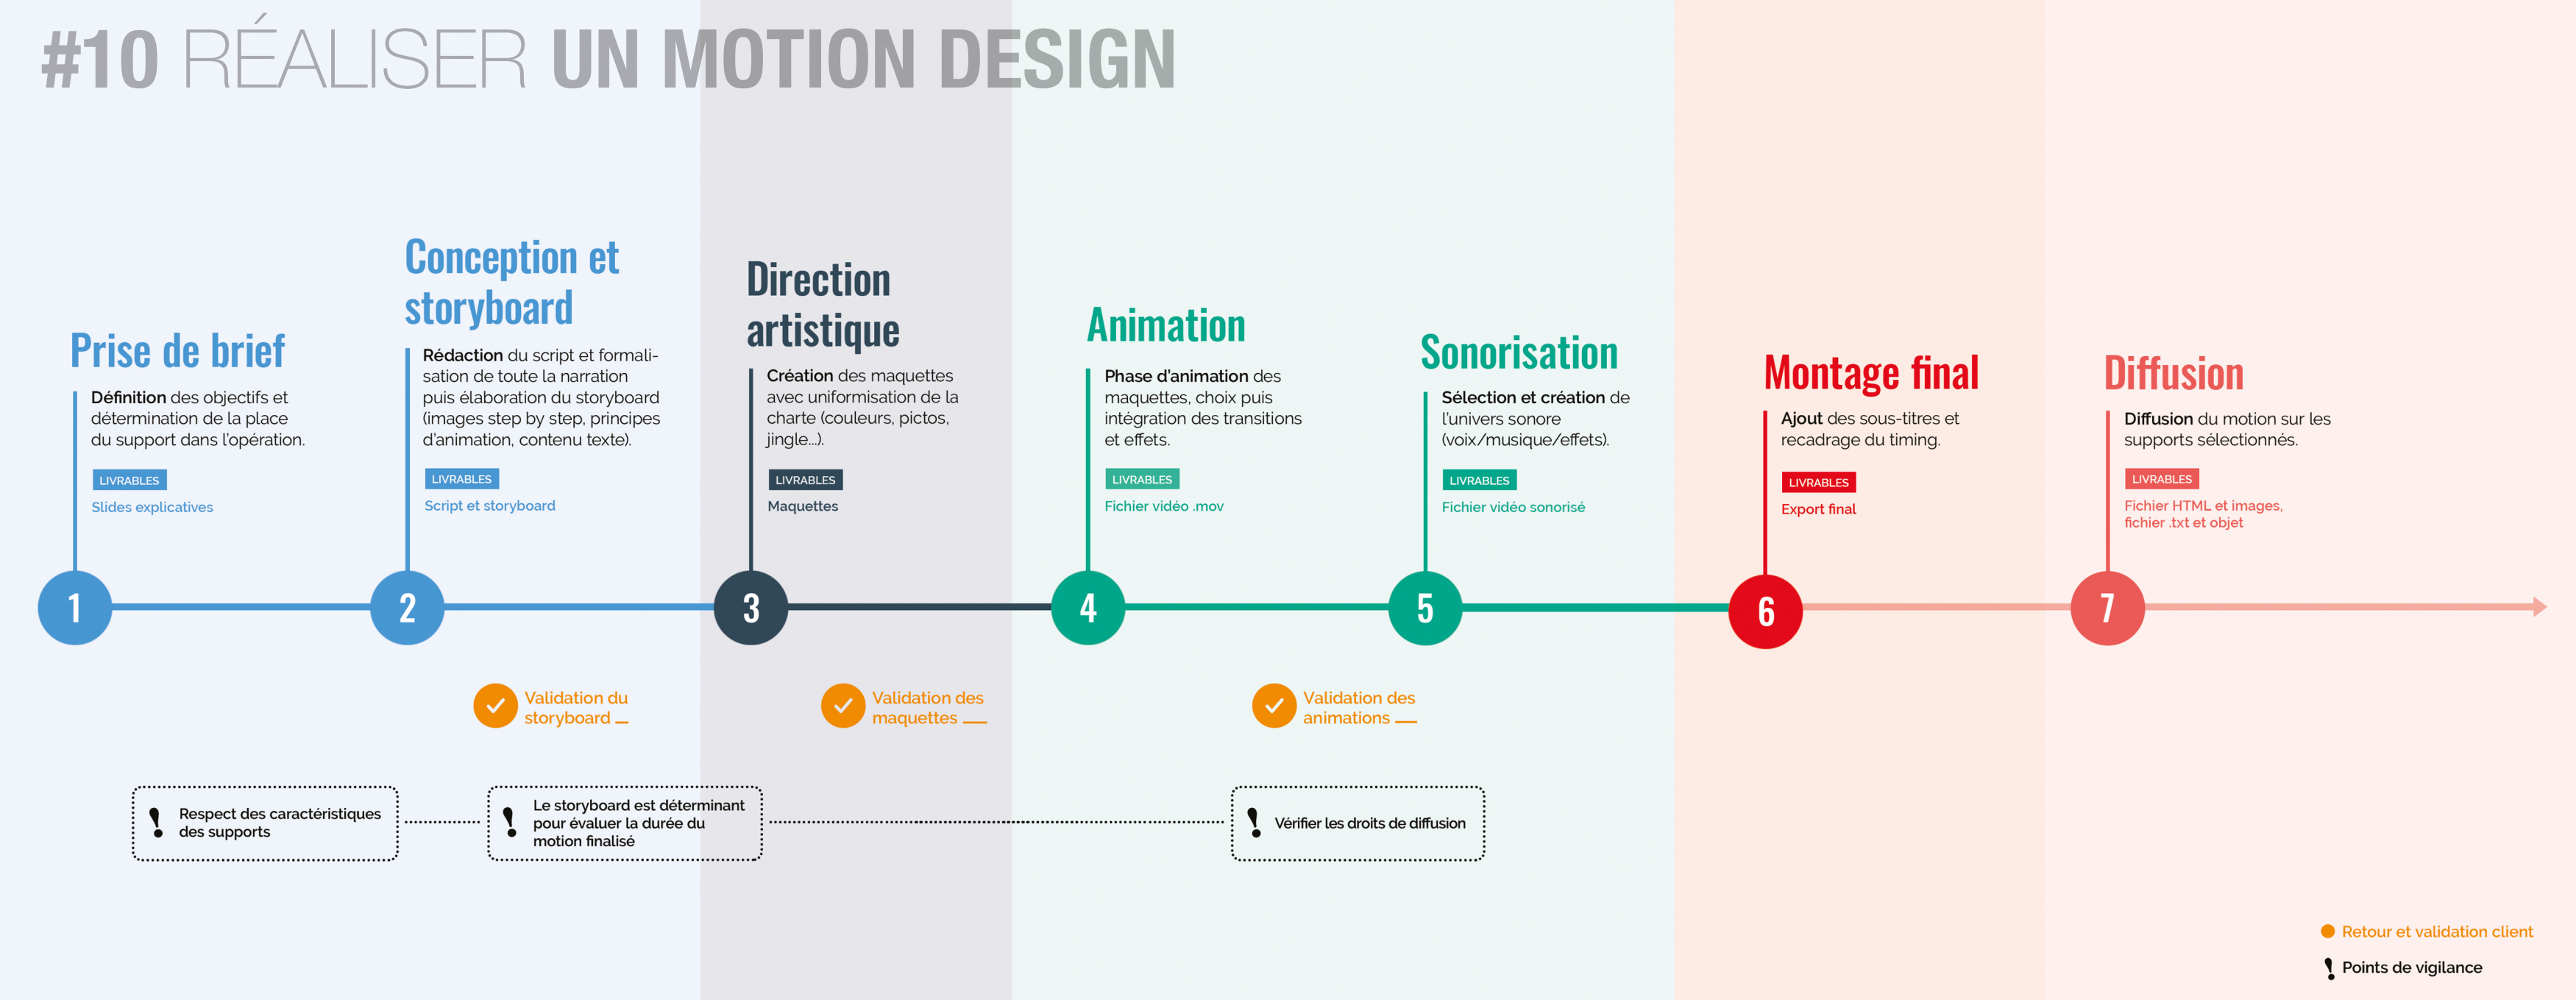 #10 RÉALISER UN MOTION DESIGN
Prise de brief
Définition des objectifs et
détermination de la place
du support dans l'opération.
LIVRABLES
Slides explicatives
1
Conception et
storyboard
Rédaction du script et formali-
sation de toute la narration
puis élaboration du storyboard
(images step by step, principes
d'animation, contenu texte).
LIVRABLES
Script et storyboard
2
Direction
artistique
Création des maquettes
avec uniformisation de la
charte (couleurs, pictos,
jingle...).
LIVRABLES
Maquettes
3
Animation
Phase d'animation des
maquettes, choix puis
intégration des transitions
et effets.
LIVRABLES
Fichier vidéo .mov
4
Sonorisation
Sélection et création de
l'univers sonore
(voix/musique/effets).
LIVRABLES
Fichier vidéo sonorisé
5
Montage final
Ajout des sous-titres et
recadrage du timing.
LIVRABLES
Export final
6
Diffusion
Diffusion du motion sur les
supports sélectionnés.
LIVRABLES
Fichier HTML et images,
fichier .txt et objet
7
Validation du
storyboard
Validation des
maquettes
Validation des
animations
! Respect des caractéristiques
des supports
! Le storyboard est déterminant
pour évaluer la durée du
motion finalisé
! Vérifier les droits de diffusion
Retour et validation client
! Points de vigilance